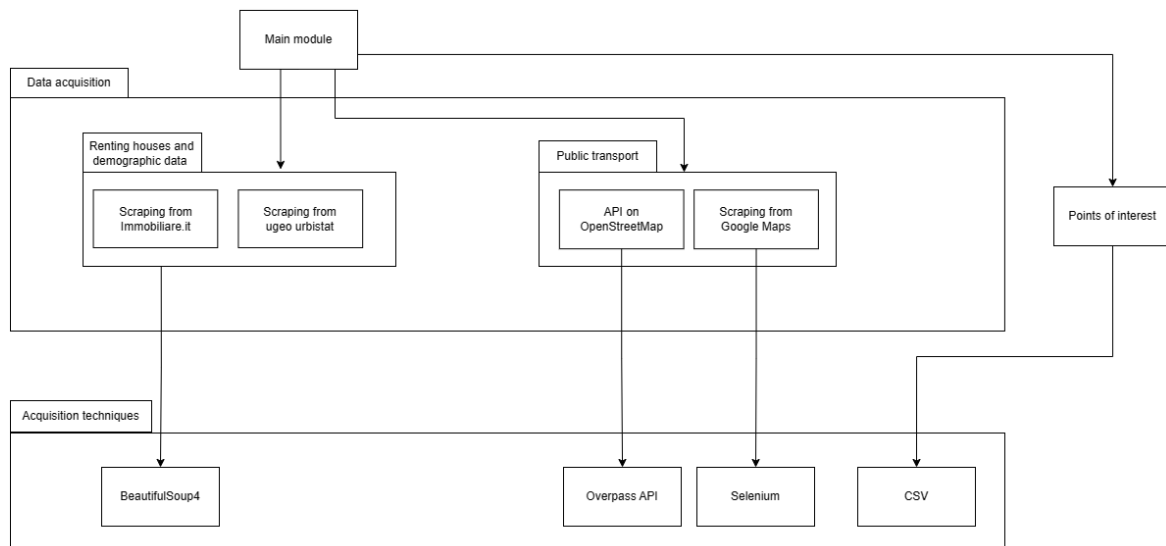 Main module
Data acquisition
Renting houses and
demographic data
Public transport
Scraping from
Immobiliare.it
Scraping from
ugeo urbistat
API on
OpenStreetMap
Scraping from
Google Maps
Points of interest
Acquisition techniques
BeautifulSoup4
Overpass API
Selenium
CSV